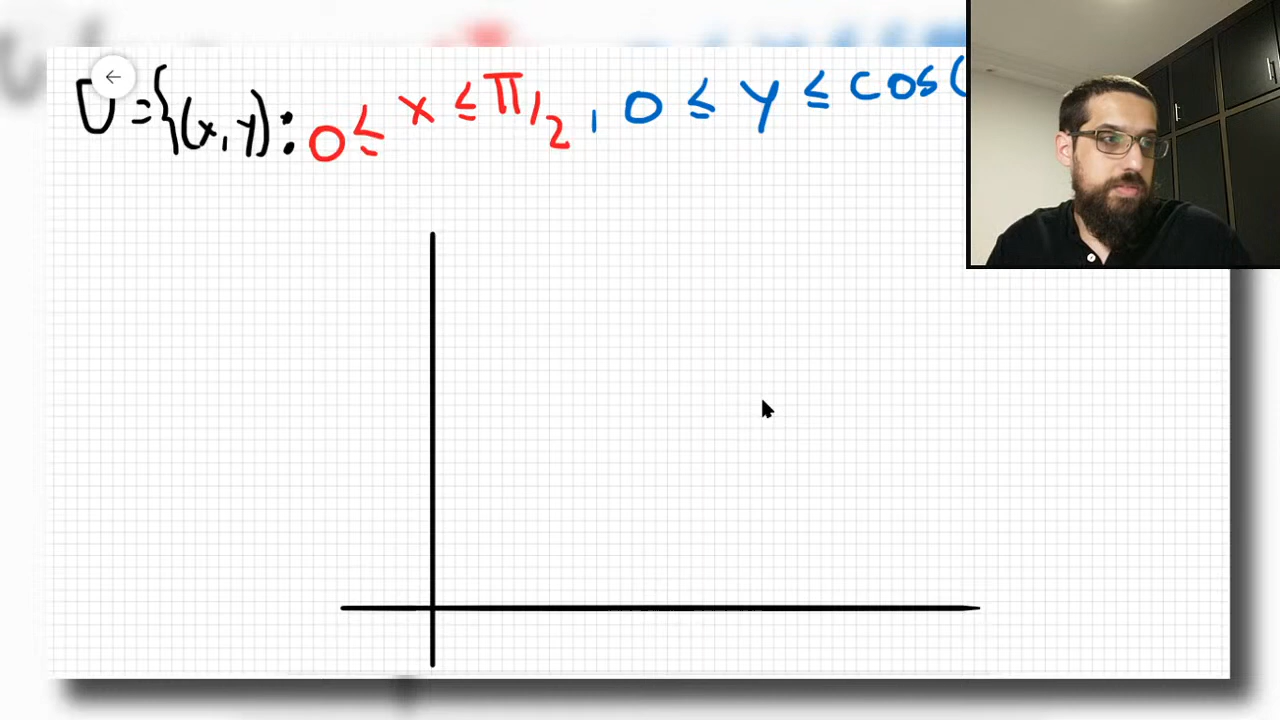 U = {(x, y): 0 ≤ x ≤ π/2, 0 ≤ y ≤ cos(